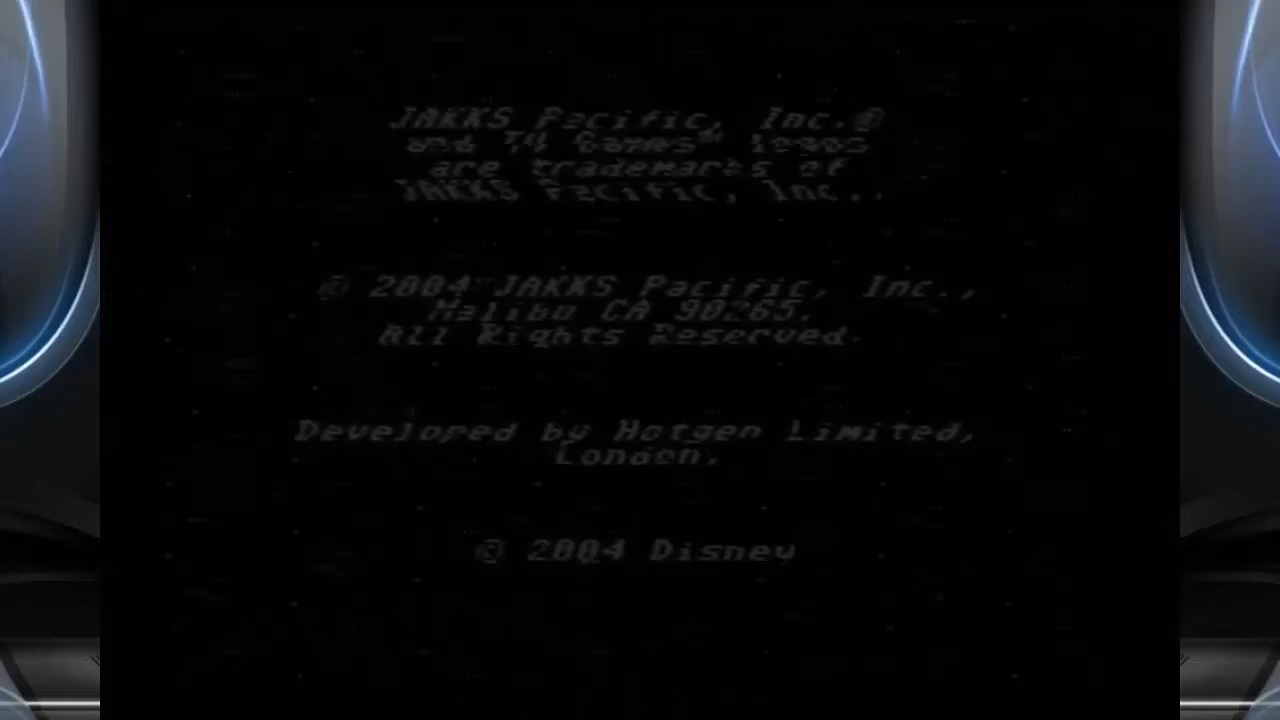 JAKKS Pacific, Inc.®
and TV Games™ logos
are trademarks of
JAKKS Pacific, Inc..
© 2004 JAKKS Pacific, Inc.,
Malibu CA 90265.
All Rights Reserved.
Developed by HotGen Limited,
London.
© 2004 Disney